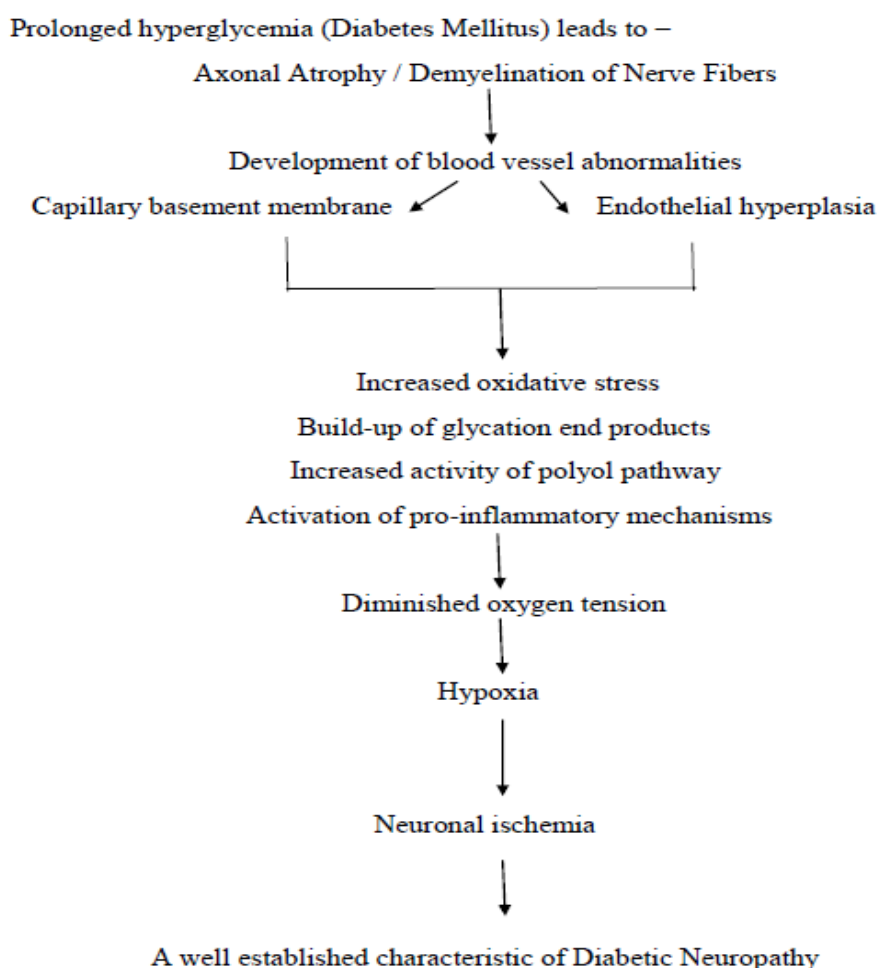 Prolonged hyperglycemia (Diabetes Mellitus) leads to –
Axonal Atrophy / Demyelination of Nerve Fibers
Development of blood vessel abnormalities
Capillary basement membrane
Endothelial hyperplasia
Increased oxidative stress
Build-up of glycation end products
Increased activity of polyol pathway
Activation of pro-inflammatory mechanisms
Diminished oxygen tension
Hypoxia
Neuronal ischemia
A well established characteristic of Diabetic Neuropathy